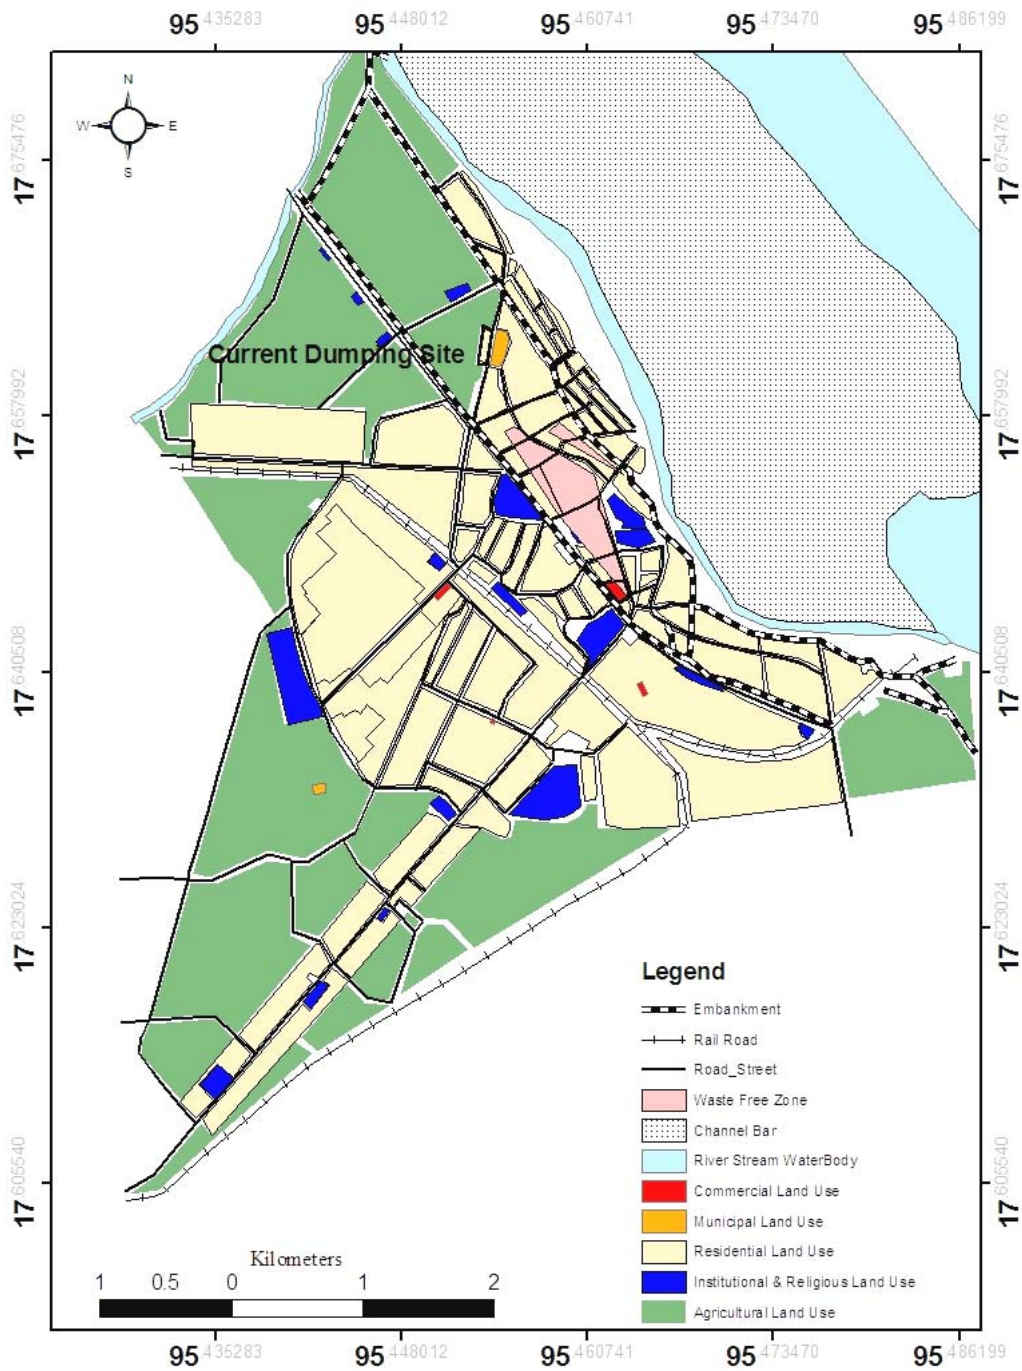 95.435283 95.448012 95.460741 95.473470 95.486199
N
W E
S
17.675476 17.675476
Current Dumping Site
17.657992 17.657992
17.640508 17.640508
17.623024 17.623024
Legend
Embankment
Rail Road
Road_Street
Waste Free Zone
Channel Bar
River Stream WaterBody
17.605540 17.605540
Commercial Land Use
Municipal Land Use
Residential Land Use
Institutional & Religious Land Use
Agricultural Land Use
Kilometers
1 0.5 0 1 2
95.435283 95.448012 95.460741 95.473470 95.486199